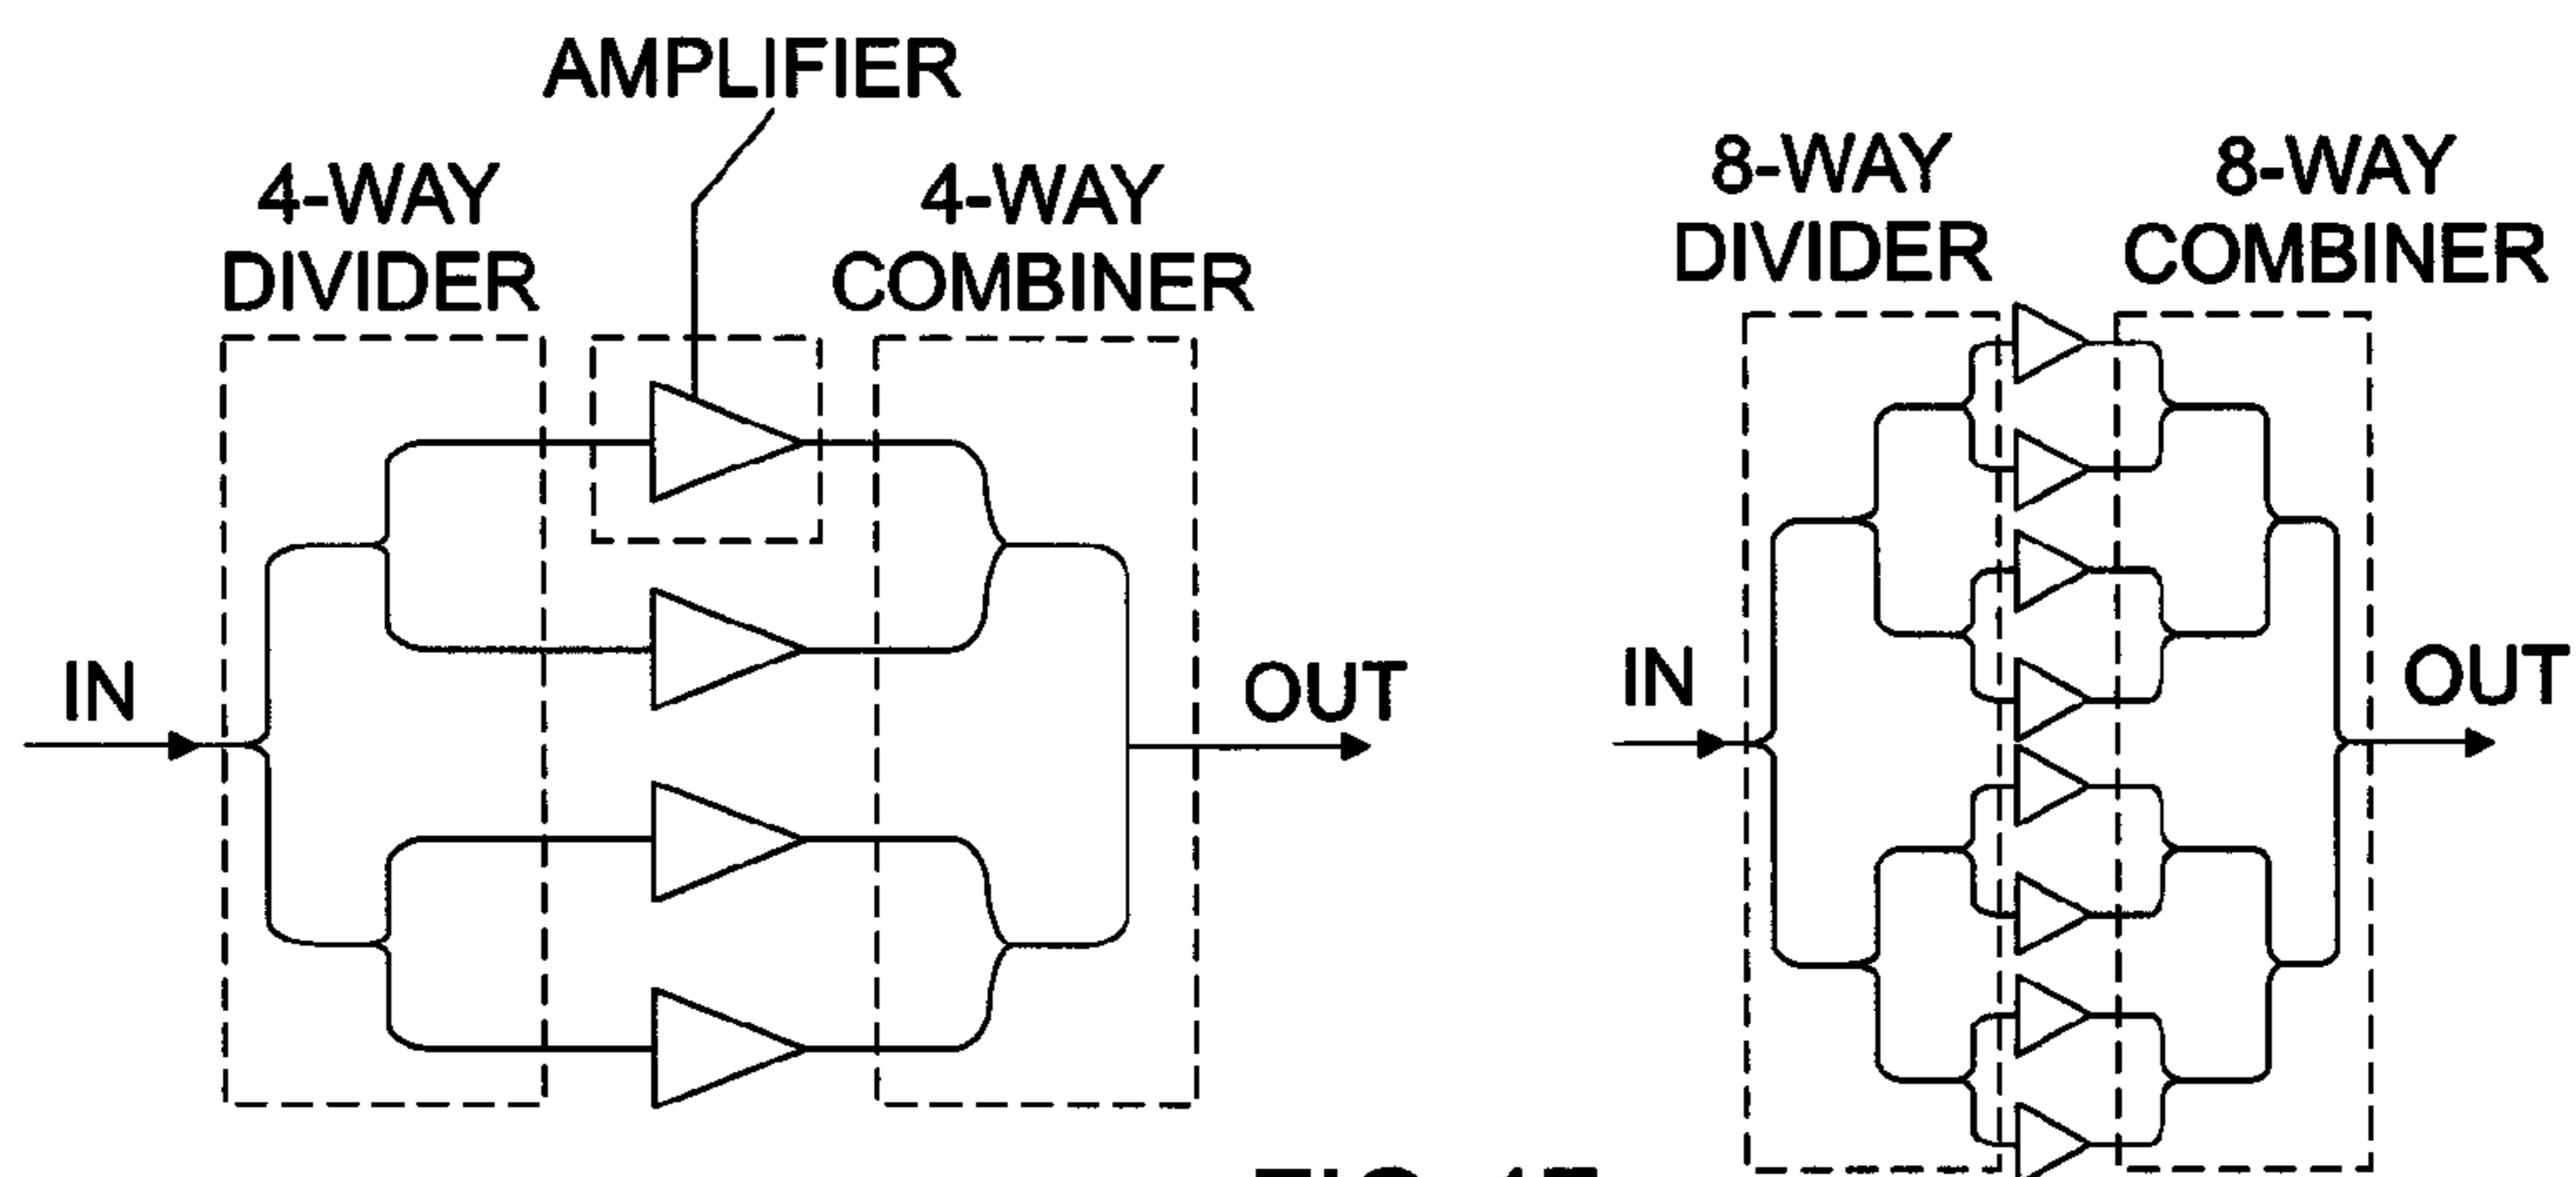 AMPLIFIER
4-WAY
DIVIDER
4-WAY
COMBINER
IN
OUT
8-WAY
DIVIDER
8-WAY
COMBINER
IN
OUT